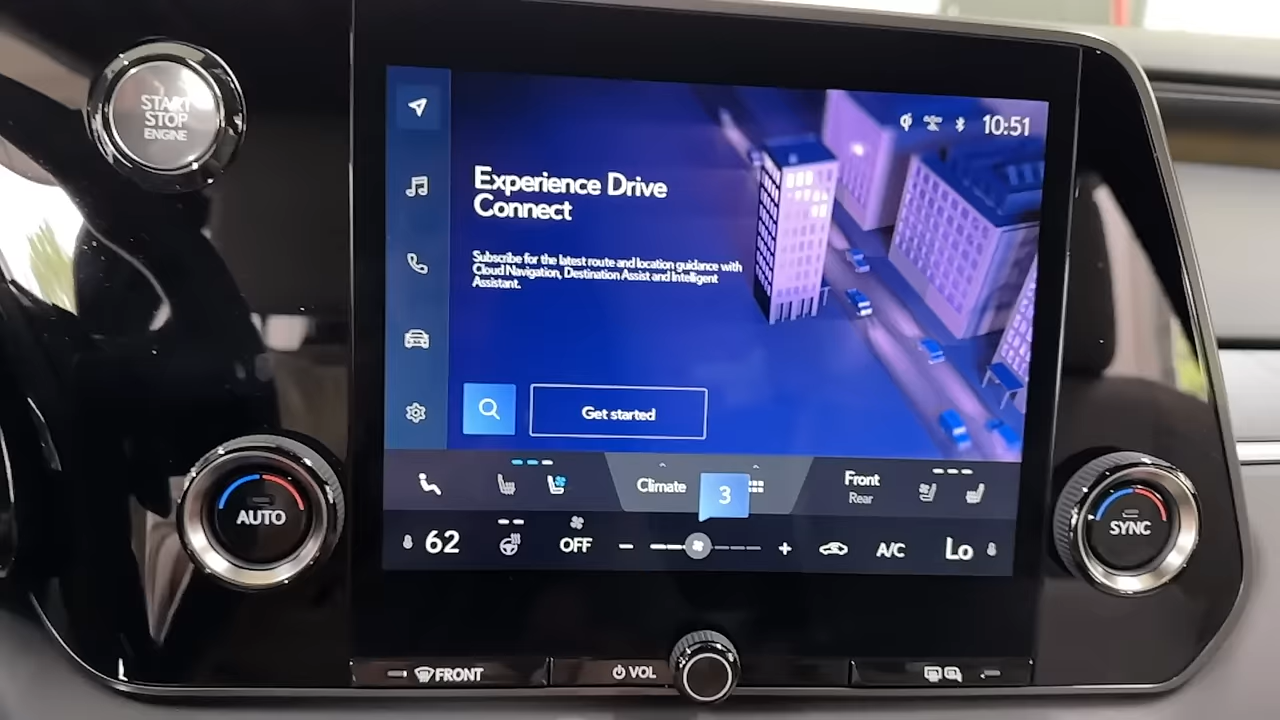 START
STOP
ENGINE
10:51
Experience Drive
Connect
Subscribe for the latest route and location guidance with
Cloud Navigation, Destination Assist and Intelligent
Assistant.
Get started
Climate
3
Front
Rear
AUTO
SYNC
62
OFF
A/C
Lo
FRONT
VOL